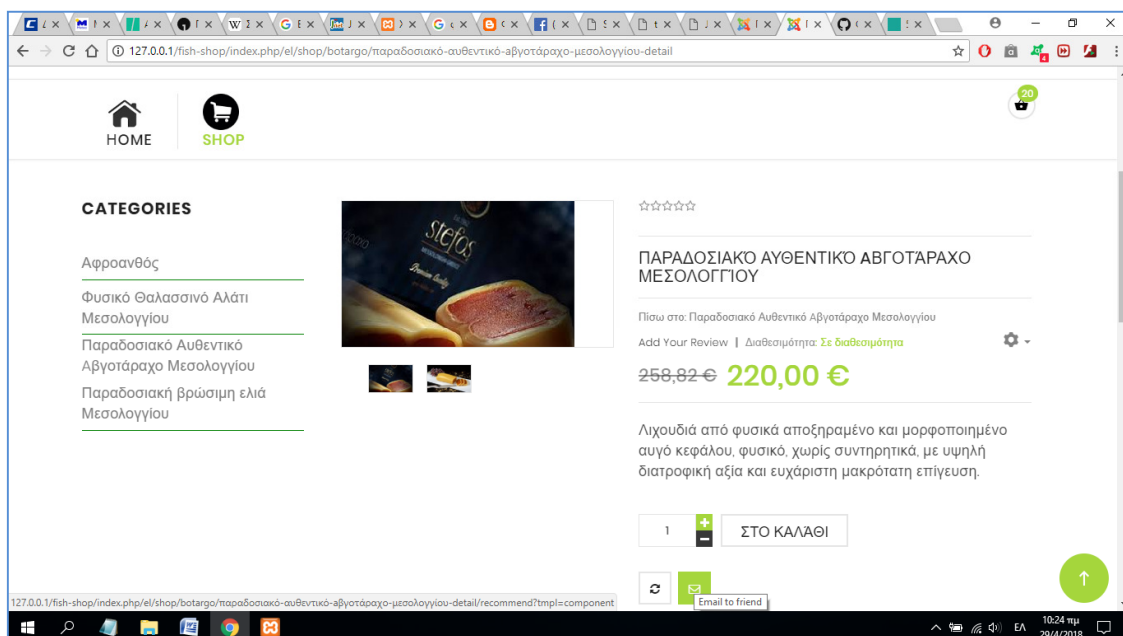 127.0.0.1/fish-shop/index.php/el/shop/botargo/παραδοσιακό-αυθεντικό-αβγοτάραχο-μεσολογγίου-detail
4
HOME
SHOP
20
CATEGORIES
Αφροανθός
Φυσικό Θαλασσινό Αλάτι
Μεσολογγίου
Παραδοσιακό Αυθεντικό
Αβγοτάραχο Μεσολογγίου
Παραδοσιακή βρώσιμη ελιά
Μεσολογγίου
stefos
Premium Quality
ΠΑΡΑΔΟΣΙΑΚΌ ΑΥΘΕΝΤΙΚΌ ΑΒΓΟΤΆΡΑΧΟ
ΜΕΣΟΛΟΓΓΊΟΥ
Πίσω στο: Παραδοσιακό Αυθεντικό Αβγοτάραχο Μεσολογγίου
Add Your Review | Διαθεσιμότητα: Σε διαθεσιμότητα
258,82 € 220,00 €
Λιχουδιά από φυσικά αποξηραμένο και μορφοποιημένο
αυγό κεφάλου, φυσικό, χωρίς συντηρητικά, με υψηλή
διατροφική αξία και ευχάριστη μακρότατη επίγευση.
1
ΣΤΟ ΚΑΛΆΘΙ
Email to friend
127.0.0.1/fish-shop/index.php/el/shop/botargo/παραδοσιακό-αυθεντικό-αβγοτάραχο-μεσολογγίου-detail/recommend?tmpl=component
ΕΛ
10:24 πμ
29/4/2018